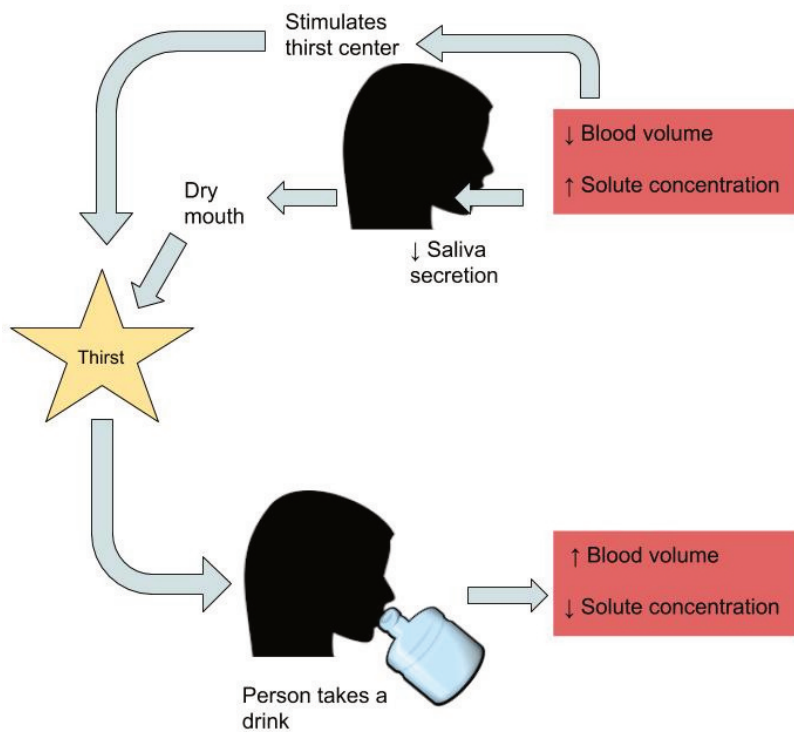 Stimulates
thirst center
↓ Blood volume
↑ Solute concentration
Dry
mouth
↓ Saliva
secretion
Thirst
↑ Blood volume
↓ Solute concentration
Person takes a
drink